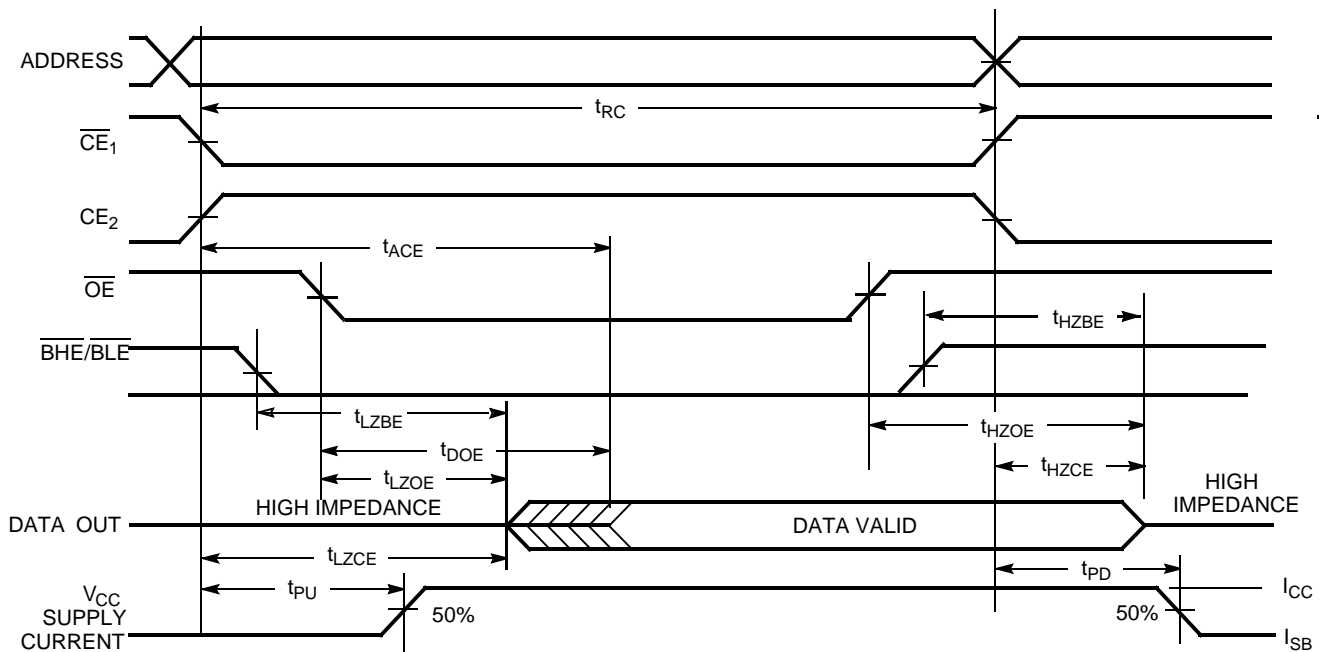 ADDRESS
tRC
CE1
CE2
tACE
OE
tHZBE
BHE/BLE
tLZBE
tHZOE
tDOE
tHZCE
tLZOE
HIGH IMPEDANCE
HIGH
IMPEDANCE
DATA OUT
DATA VALID
tLZCE
tPD
VCC
SUPPLY
CURRENT
tPU
50%
50%
ICC
ISB